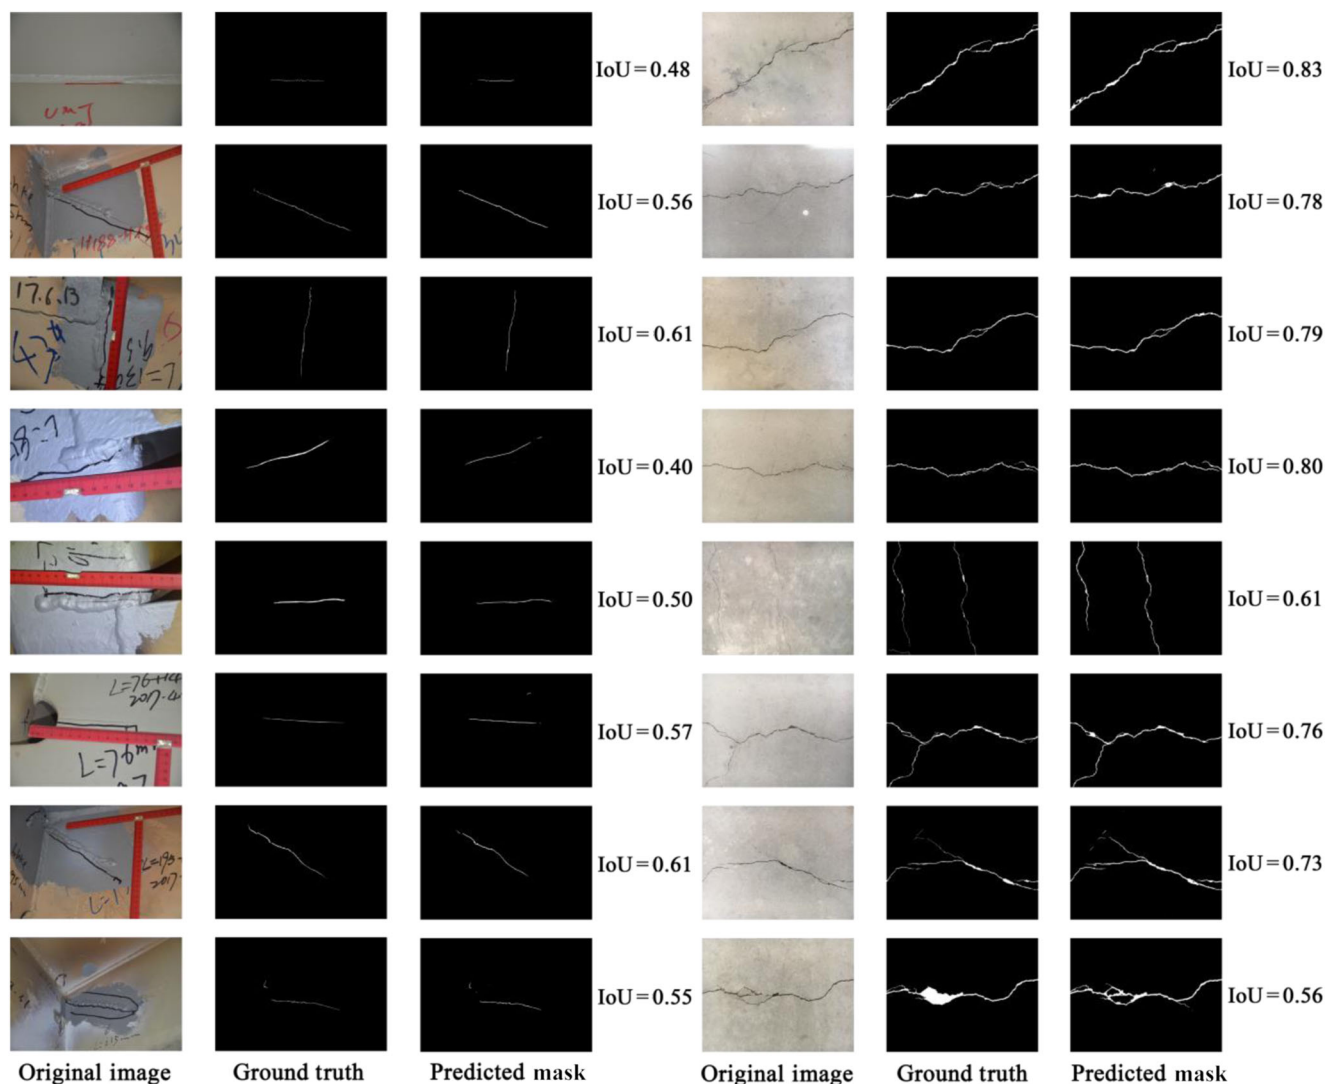 IoU = 0.48
IoU = 0.83
IoU = 0.56
IoU = 0.78
17.6.13
IoU = 0.61
IoU = 0.79
IoU = 0.40
IoU = 0.80
IoU = 0.50
IoU = 0.61
IoU = 0.57
IoU = 0.76
IoU = 0.61
IoU = 0.73
IoU = 0.55
IoU = 0.56
Original image Ground truth Predicted mask Original image Ground truth Predicted mask